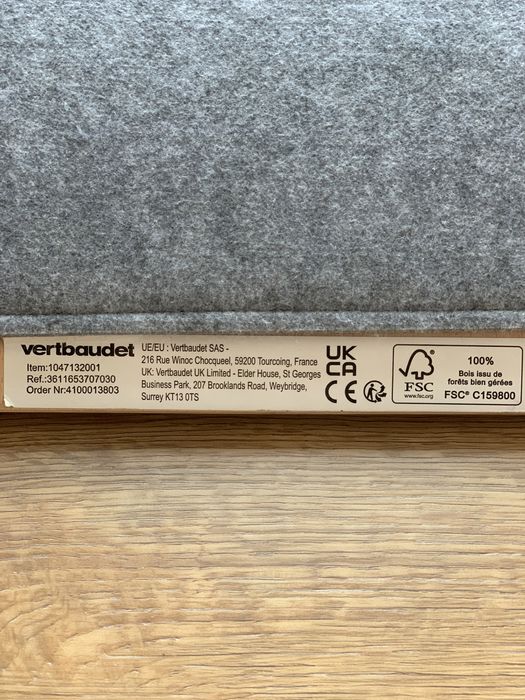 vertbaudet
Item:1047132001
Ref.:3611653707030
Order Nr:4100013803
UE/EU : Vertbaudet SAS -
216 Rue Winoc Chocqueel, 59200 Tourcoing, France
UK: Vertbaudet UK Limited - Elder House, St Georges
Business Park, 207 Brooklands Road, Weybridge,
Surrey KT13 0TS
UK
CA
CE
FSC
www.fsc.org
100%
Bois issu de
forêts bien gérées
FSC® C159800